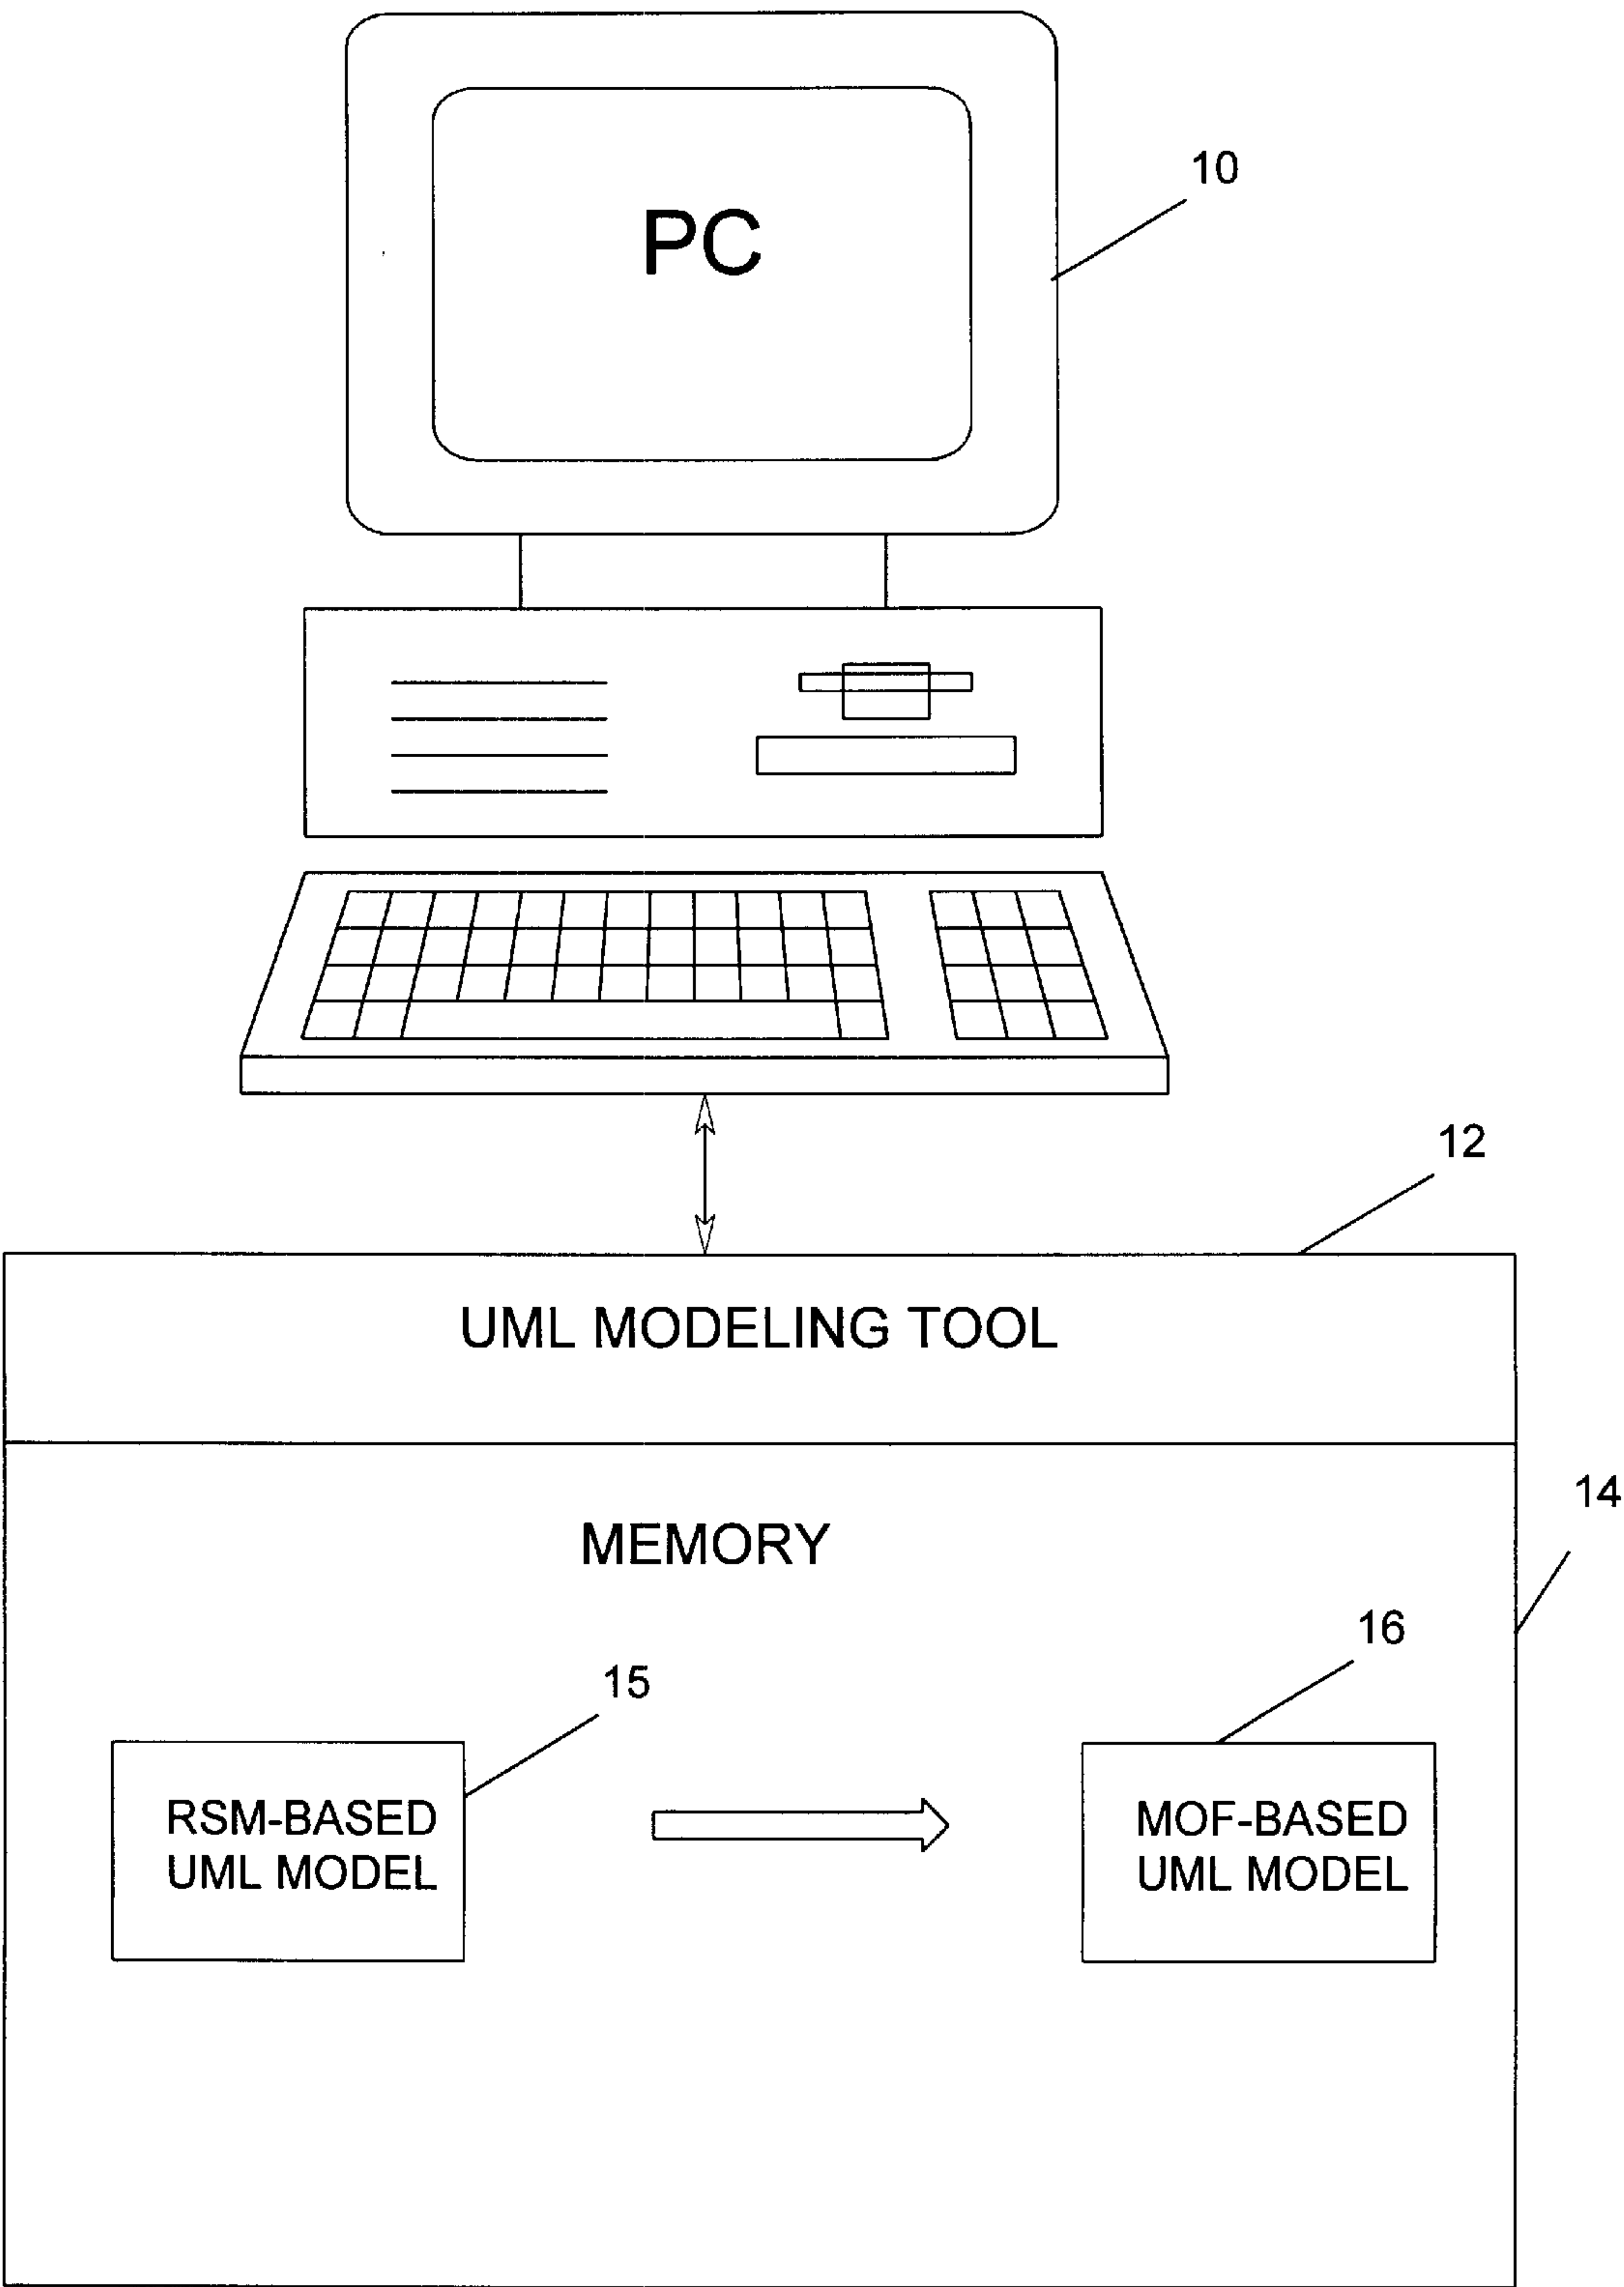 PC
10
12
UML MODELING TOOL
14
MEMORY
16
15
RSM-BASED
UML MODEL
MOF-BASED
UML MODEL